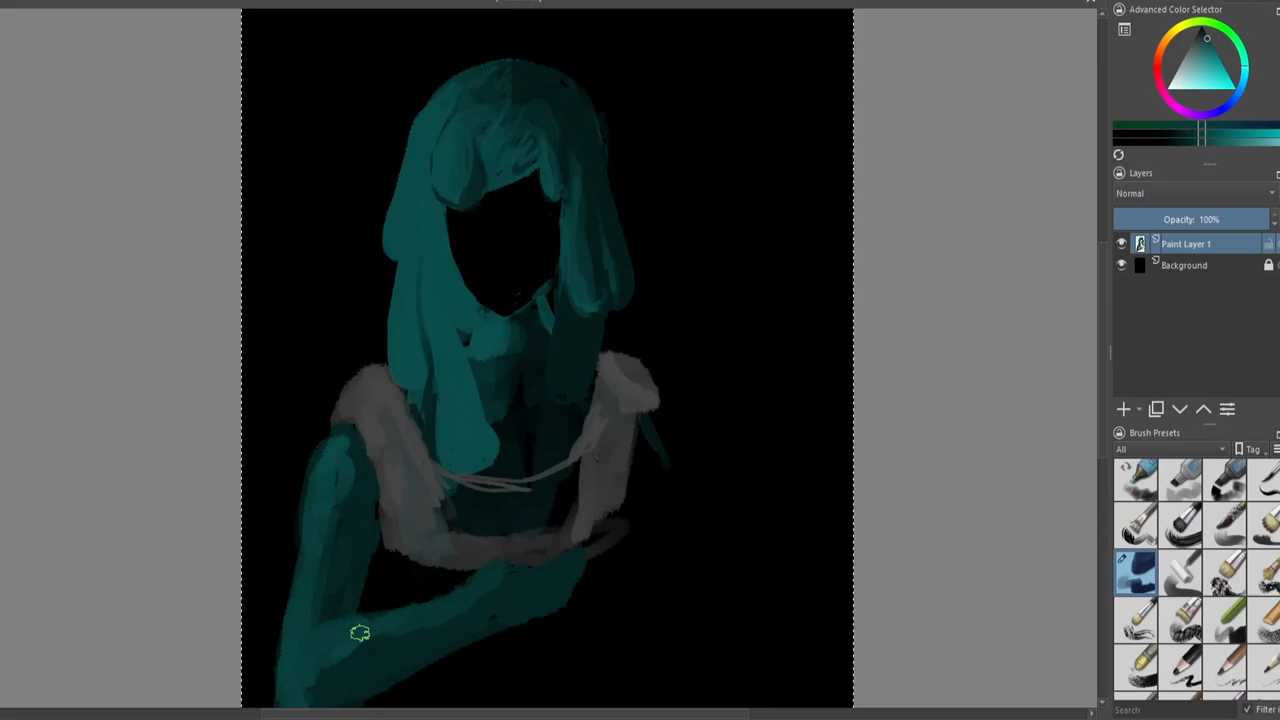 Advanced Color Selector
Layers
Normal
Opacity: 100%
Paint Layer 1
Background
Brush Presets
All
Tag
Search
Filter